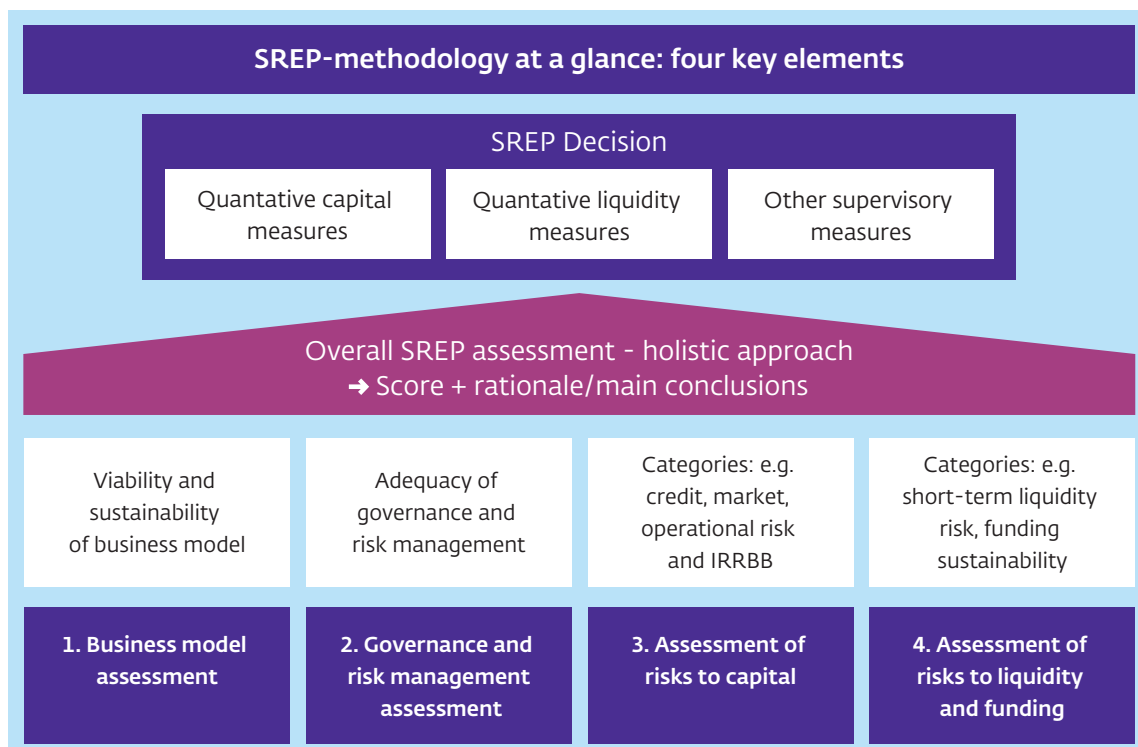 SREP-methodology at a glance: four key elements
SREP Decision
Quantative capital
measures
Quantative liquidity
measures
Other supervisory
measures
Overall SREP assessment - holistic approach
➔ Score + rationale/main conclusions
Viability and
sustainability
of business model
Adequacy of
governance and
risk management
Categories: e.g.
credit, market,
operational risk
and IRRBB
Categories: e.g.
short-term liquidity
risk, funding
sustainability
1. Business model
assessment
2. Governance and
risk management
assessment
3. Assessment of
risks to capital
4. Assessment of
risks to liquidity
and funding